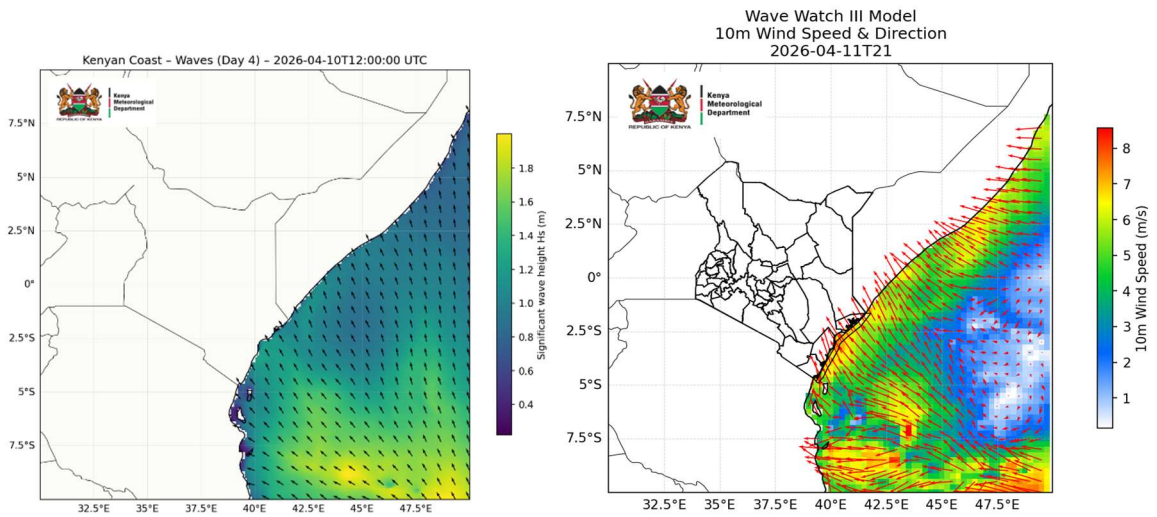 Kenyan Coast – Waves (Day 4) – 2026-04-10T12:00:00 UTC
Kenya
Meteorological
Department
REPUBLIC OF KENYA
7.5°N
5°N
2.5°N
0°
2.5°S
5°S
7.5°S
32.5°E
35°E
37.5°E
40°E
42.5°E
45°E
47.5°E
1.8
1.6
1.4
1.2
1.0
0.8
0.6
0.4
Significant wave height Hs (m)
Wave Watch III Model
10m Wind Speed & Direction
2026-04-11T21
Kenya
Meteorological
Department
REPUBLIC OF KENYA
7.5°N
5°N
2.5°N
0°
2.5°S
5°S
7.5°S
32.5°E
35°E
37.5°E
40°E
42.5°E
45°E
47.5°E
8
7
6
5
4
3
2
1
10m Wind Speed (m/s)